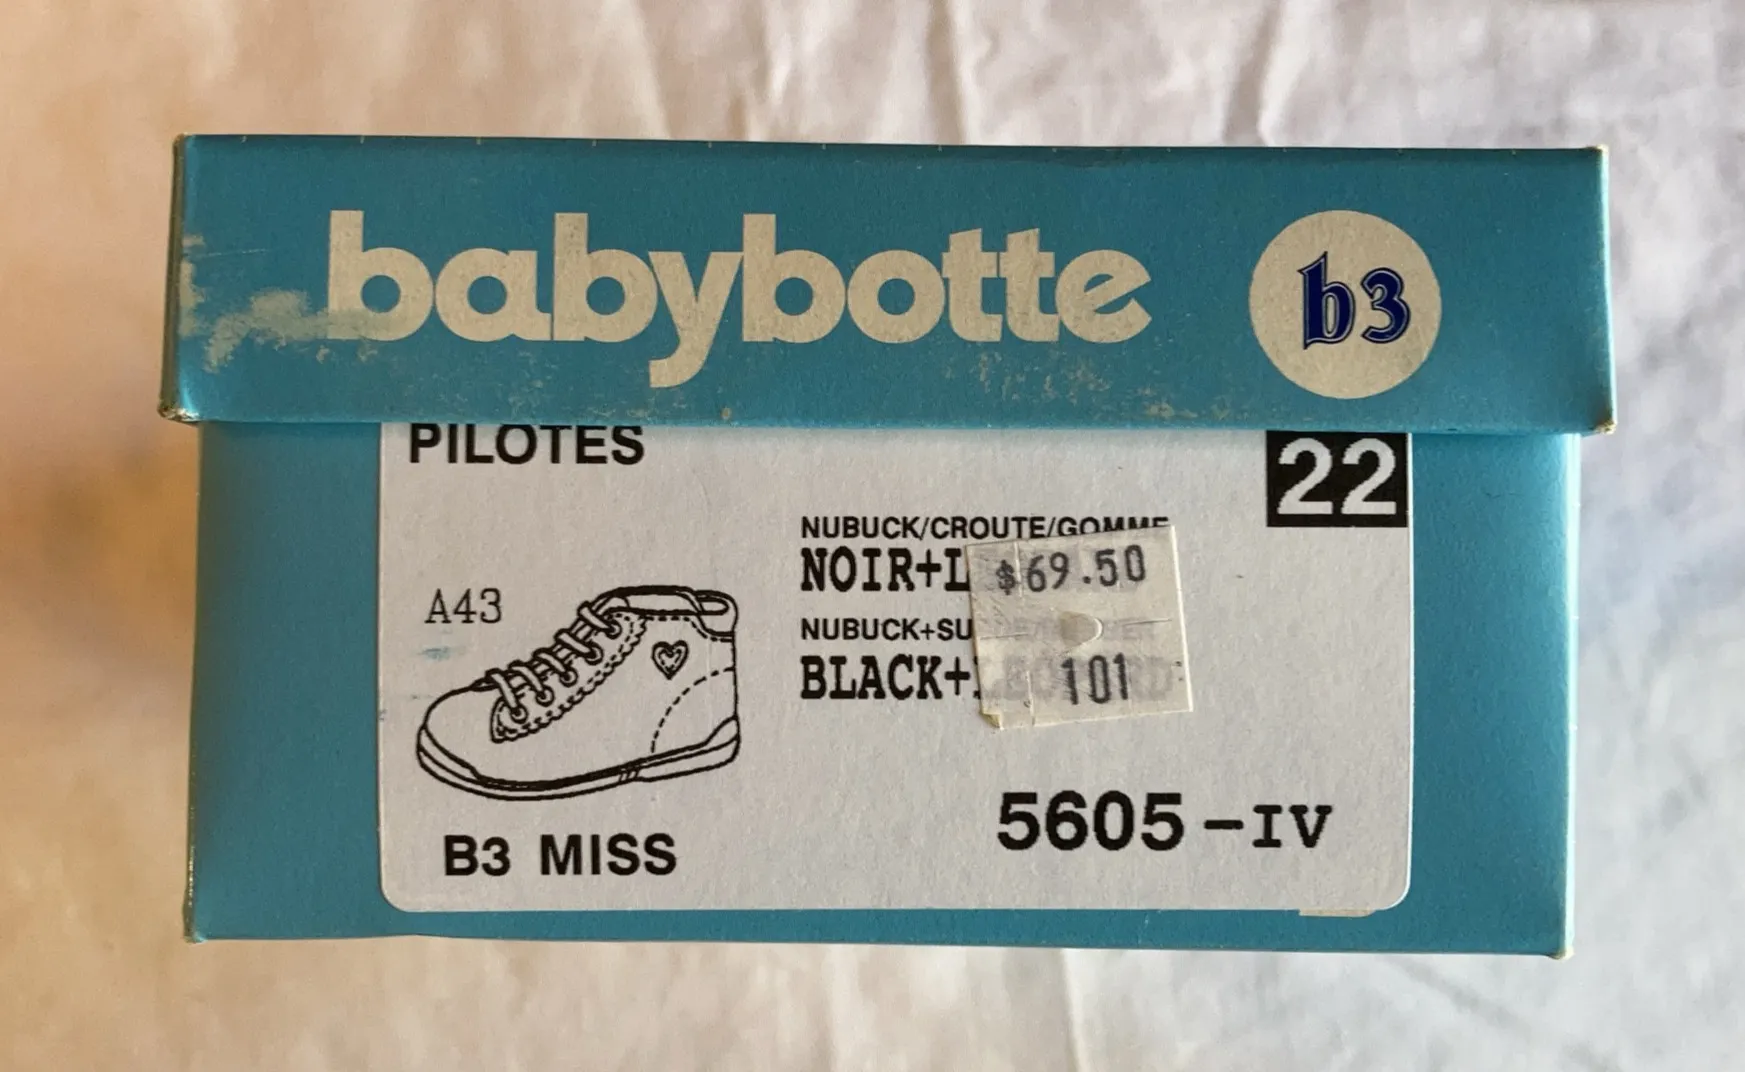 babybotte b3
PILOTES
22
NUBUCK/CROUTE/GOMME
NOIR+L
$69.50
A43
NUBUCK+SU
BLACK+LEOPARD
101
5605-IV
B3 MISS